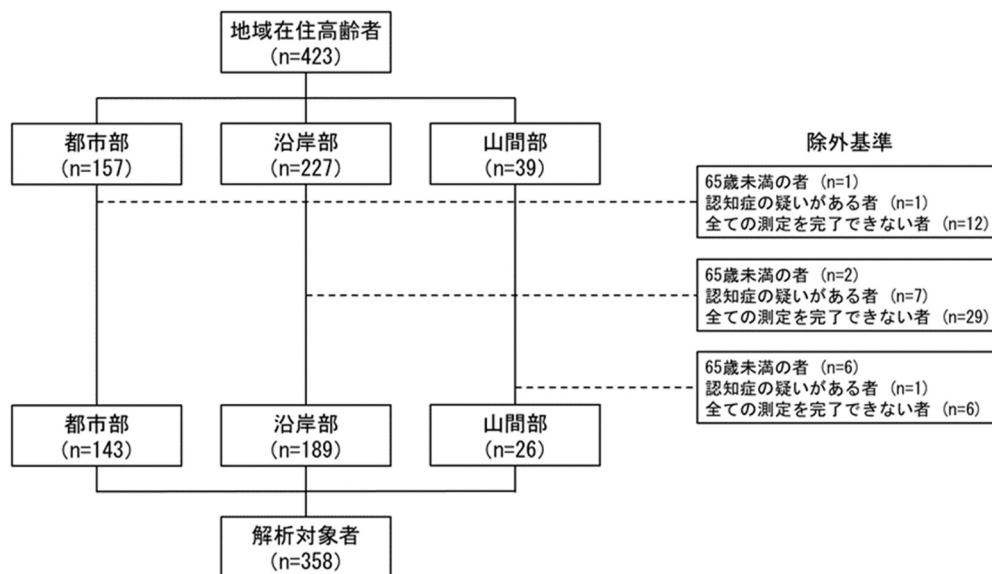 地域在住高齢者
(n=423)
都市部
(n=157)
沿岸部
(n=227)
山間部
(n=39)
除外基準
65歳未満の者 (n=1)
認知症の疑いがある者 (n=1)
全ての測定を完了できない者 (n=12)
65歳未満の者 (n=2)
認知症の疑いがある者 (n=7)
全ての測定を完了できない者 (n=29)
65歳未満の者 (n=6)
認知症の疑いがある者 (n=1)
全ての測定を完了できない者 (n=6)
都市部
(n=143)
沿岸部
(n=189)
山間部
(n=26)
解析対象者
(n=358)